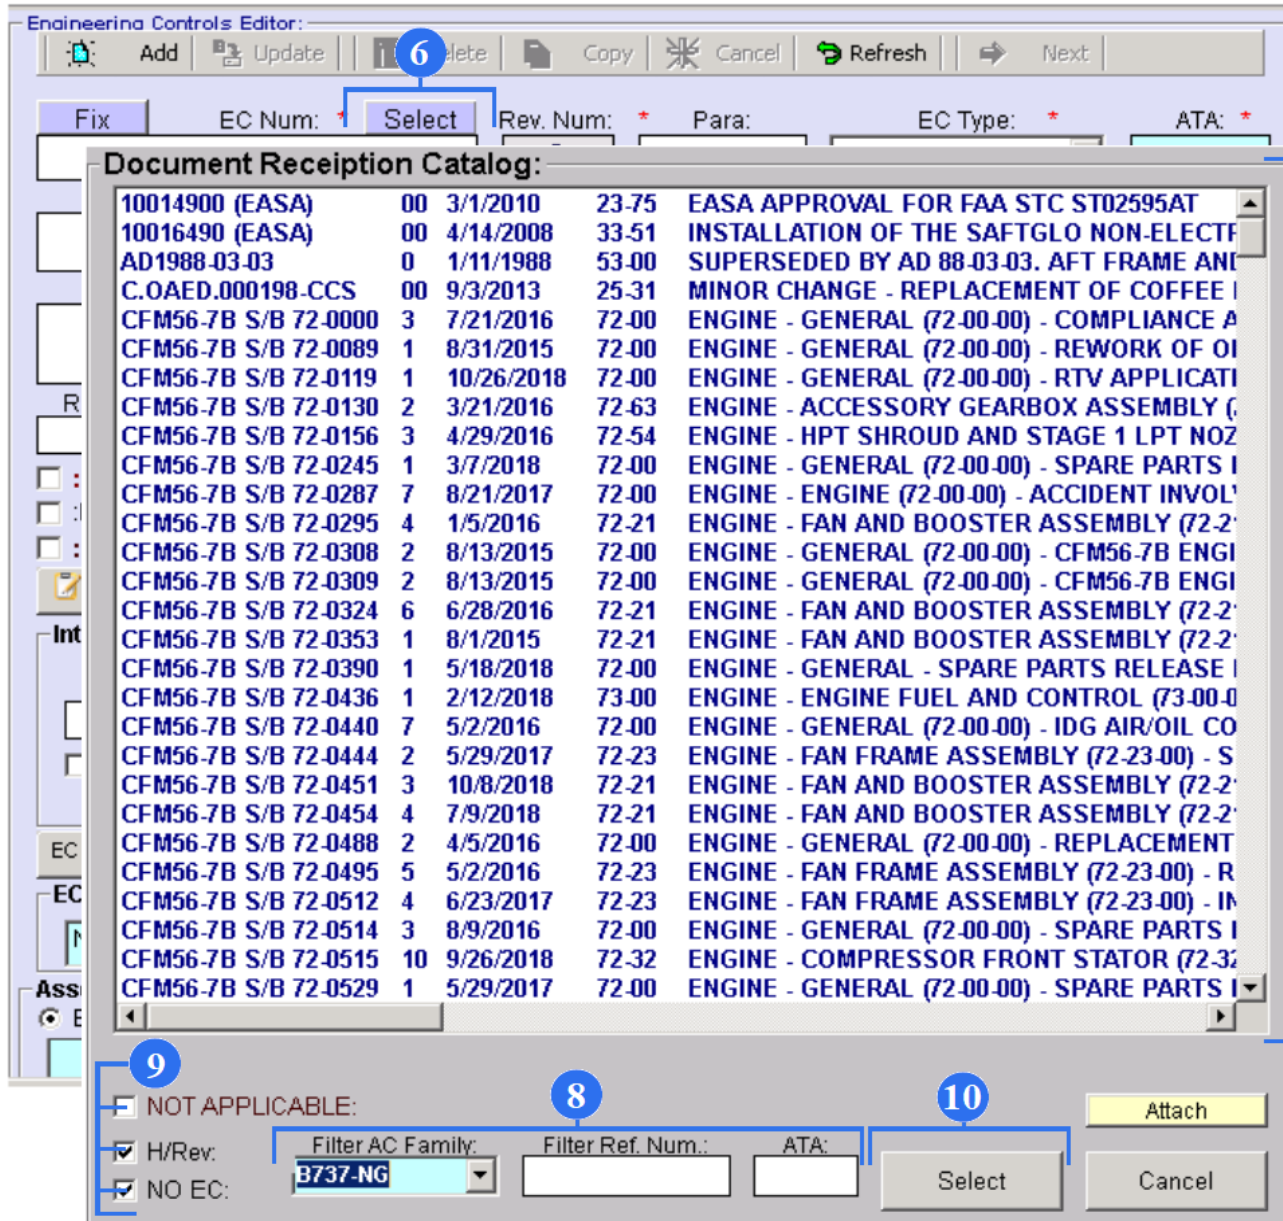 Engineering Controls Editor:
Add Update Delete Copy Cancel Refresh Next
6
Fix EC Num: * Select Rev. Num: * Para: EC Type: * ATA: *
Document Receiption Catalog:
10014900 (EASA) 00 3/1/2010 23-75 EASA APPROVAL FOR FAA STC ST02595AT
10016490 (EASA) 00 4/14/2008 33-51 INSTALLATION OF THE SAFTGLO
AD1988-03-03 0 1/11/1988 53-00 SUPERSEDED BY AD 88-03-03. AFT FRAME AND
C.OAED.000198-CCS 00 9/3/2013 25-31 MINOR CHANGE - REPLACEMENT OF COFFEE
CFM56-7B S/B 72-0000 3 7/21/2016 72-00 ENGINE - GENERAL (72-00-00) - COMPLIANCE A
CFM56-7B S/B 72-0089 1 8/31/2015 72-00 ENGINE - GENERAL (72-00-00) - REWORK OF
CFM56-7B S/B 72-0119 1 10/26/2018 72-00 ENGINE - GENERAL (72-00-00) - RTV APPLICATI
CFM56-7B S/B 72-0130 2 3/21/2016 72-63 ENGINE - ACCESSORY GEARBOX ASSEMBLY (
CFM56-7B S/B 72-0156 3 4/29/2016 72-54 ENGINE - HPT SHROUD AND STAGE 1 LPT NOZ
CFM56-7B S/B 72-0245 1 3/7/2018 72-00 ENGINE - GENERAL (72-00-00) - SPARE PARTS
CFM56-7B S/B 72-0287 7 8/21/2017 72-00 ENGINE - ENGINE (72-00-00) - ACCIDENT INVOL
CFM56-7B S/B 72-0295 4 1/5/2016 72-21 ENGINE - FAN AND BOOSTER ASSEMBLY (72-2
CFM56-7B S/B 72-0308 2 8/13/2015 72-00 ENGINE - GENERAL (72-00-00) - CFM56-7B ENGI
CFM56-7B S/B 72-0309 2 8/13/2015 72-00 ENGINE - GENERAL (72-00-00) - CFM56-7B ENGI
CFM56-7B S/B 72-0324 6 6/28/2016 72-21 ENGINE - FAN AND BOOSTER ASSEMBLY (72-2
CFM56-7B S/B 72-0353 1 8/1/2015 72-21 ENGINE - FAN AND BOOSTER ASSEMBLY (72-2
CFM56-7B S/B 72-0390 1 5/18/2018 72-00 ENGINE - GENERAL - SPARE PARTS RELEASE
CFM56-7B S/B 72-0436 1 2/12/2018 73-00 ENGINE - ENGINE FUEL AND CONTROL (73-00-0
CFM56-7B S/B 72-0440 7 5/2/2016 72-00 ENGINE - GENERAL (72-00-00) - IDG AIR/OIL CO
CFM56-7B S/B 72-0444 2 5/29/2017 72-23 ENGINE - FAN FRAME ASSEMBLY (72-23-00) - S
CFM56-7B S/B 72-0451 3 10/8/2018 72-21 ENGINE - FAN AND BOOSTER ASSEMBLY (72-2
CFM56-7B S/B 72-0454 4 7/9/2018 72-21 ENGINE - FAN AND BOOSTER ASSEMBLY (72-2
CFM56-7B S/B 72-0488 2 4/5/2016 72-00 ENGINE - GENERAL (72-00-00) - REPLACEMENT
CFM56-7B S/B 72-0495 5 5/2/2016 72-23 ENGINE - FAN FRAME ASSEMBLY (72-23-00) - R
CFM56-7B S/B 72-0512 4 6/23/2017 72-23 ENGINE - FAN FRAME ASSEMBLY (72-23-00) - IN
CFM56-7B S/B 72-0514 3 8/9/2016 72-00 ENGINE - GENERAL (72-00-00) - SPARE PARTS
CFM56-7B S/B 72-0515 10 9/26/2018 72-32 ENGINE - COMPRESSOR FRONT STATOR (72-32
CFM56-7B S/B 72-0529 1 5/29/2017 72-00 ENGINE - GENERAL (72-00-00) - SPARE PARTS
R
Int
EC
EC
Ass
9 8 10
NOT APPLICABLE: Attach
H/Rev: Filter AC Family: Filter Ref. Num.: ATA:
B737-NG Select Cancel
NO EC: